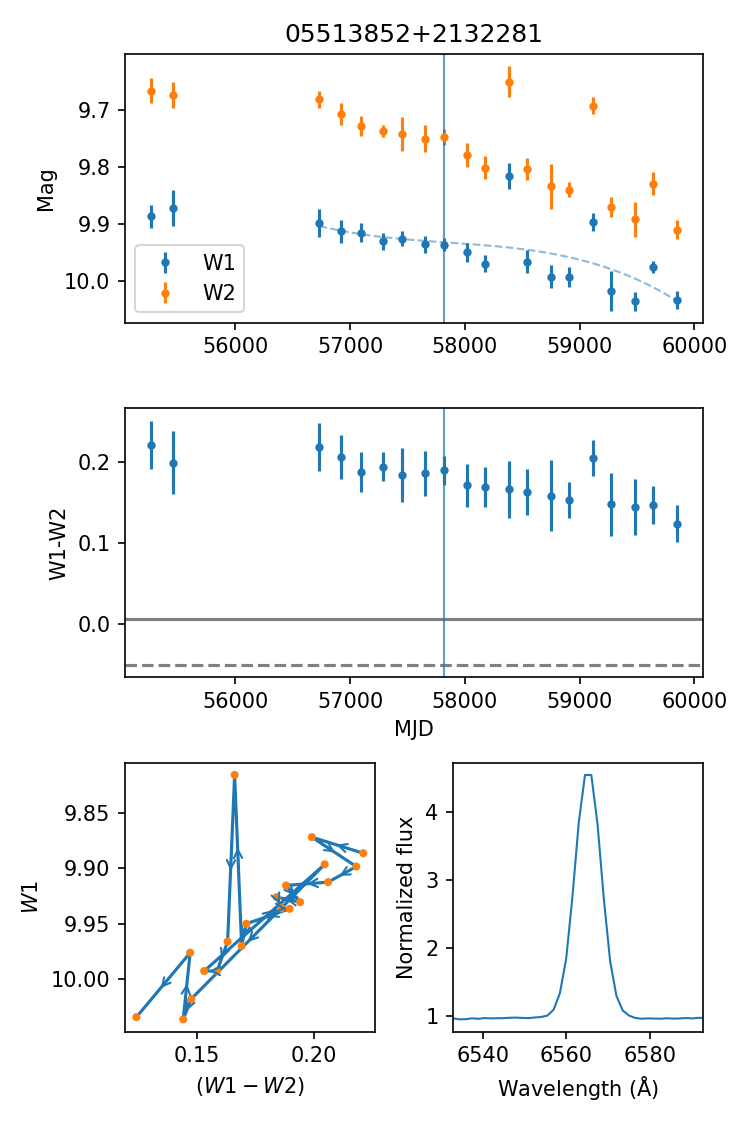 05513852+2132281
9.7
9.8
9.9
10.0
Mag
W1
W2
56000 57000 58000 59000 60000
0.2
0.1
0.0
W1-W2
56000 57000 58000 59000 60000
MJD
9.85
9.90
9.95
10.00
W1
0.15 0.20
(W1 − W2)
4
3
2
1
Normalized flux
6540 6560 6580
Wavelength (Å)